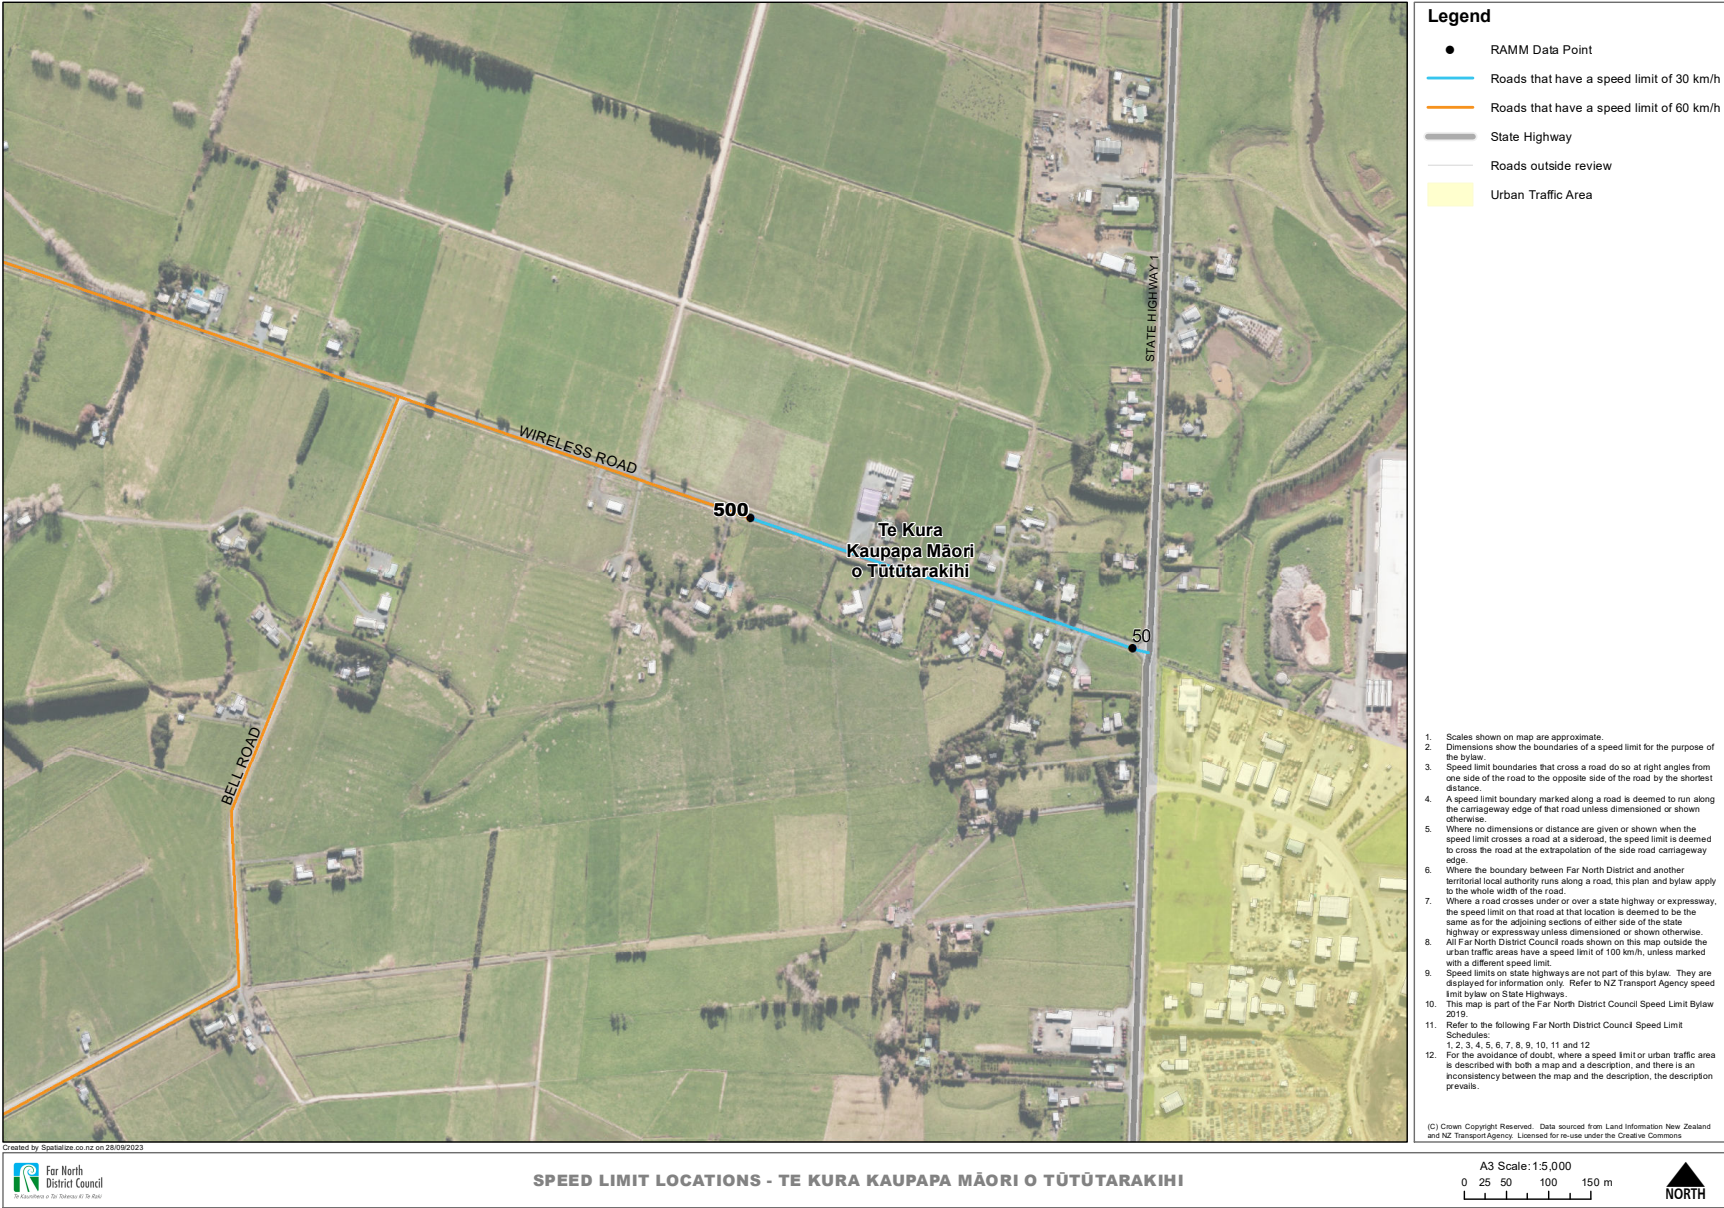 STATE HIGHWAY 1
WIRELESS ROAD
500
Te Kura
Kaupapa Māori
o Tūtūtarakihi
50
BELL ROAD
Legend
RAMM Data Point
Roads that have a speed limit of 30 km/h
Roads that have a speed limit of 60 km/h
State Highway
Roads outside review
Urban Traffic Area
1. Scales shown on map are approximate.
2. Dimensions show the boundaries of a speed limit for the purpose of
the bylaw.
3. Speed limit boundaries that cross a road do so at right angles from
one side of the road to the opposite side of the road by the shortest
distance.
4. A speed limit boundary marked along a road is deemed to run along
the carriageway edge of that road unless dimensioned or shown
otherwise.
5. Where no dimensions or distance are given or shown when the
speed limit crosses a road at a sideroad, the speed limit is deemed
to cross the road at the extrapolation of the side road carriageway
edge.
6. Where the boundary between Far North District and another
territorial local authority runs along a road, this plan and bylaw apply
to the whole width of the road.
7. Where a road crosses under or over a state highway or expressway,
the speed limit on that road at that location is deemed to be the
same as for the adjoining sections of either side of the state
highway or expressway unless dimensioned or shown otherwise.
8. All Far North District Council roads shown on this map outside the
urban traffic areas have a speed limit of 100 km/h, unless marked
with a different speed limit.
9. Speed limits on state highways are not part of this bylaw. They are
displayed for information only. Refer to NZ Transport Agency speed
limit bylaw on State Highways.
10. This map is part of the Far North District Council Speed Limit Bylaw
2019.
11. Refer to the following Far North District Council Speed Limit
Schedules:
1, 2, 3, 4, 5, 6, 7, 8, 9, 10, 11 and 12
12. For the avoidance of doubt, where a speed limit or urban traffic area
is described with both a map and a description, and there is an
inconsistency between the map and the description, the description
prevails.
(C) Crown Copyright Reserved. Data sourced from Land Information New Zealand
and NZ Transport Agency. Licensed for re-use under the Creative Commons
Created by Spatialize.co.nz on 28/09/2023
Far North
District Council
Te Kaunihera o Tai Tokerau Ki Te Raki
SPEED LIMIT LOCATIONS - TE KURA KAUPAPA MĀORI O TŪTŪTARAKIHI
A3 Scale: 1:5,000
0 25 50 100 150 m
NORTH